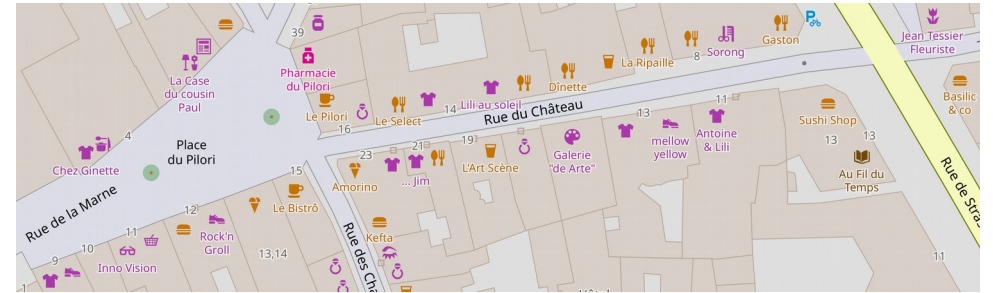 39
Jean Tessier
Fleuriste
Gaston
Sorong
8
La Ripaille
Pharmacie
du Pilori
La Case
du cousin
Paul
Dînette
Basilic
& co
Lili au soleil
14
Rue du Château
Le Pilori
Le Select
16
11
13
Sushi Shop
4
Place
du Pilori
Chez Ginette
13
13
Antoine
& Lili
mellow
yellow
19
21
23
Galerie
"de Arte"
L'Art Scène
... Jim
Amorino
Au Fil du
Temps
15
Rue de la Marne
Rue de Stras
12
Le Bistrô
Kefta
Rue des Cha
Rock'n
Groll
11
10
13,14
Inno Vision
9
11
1